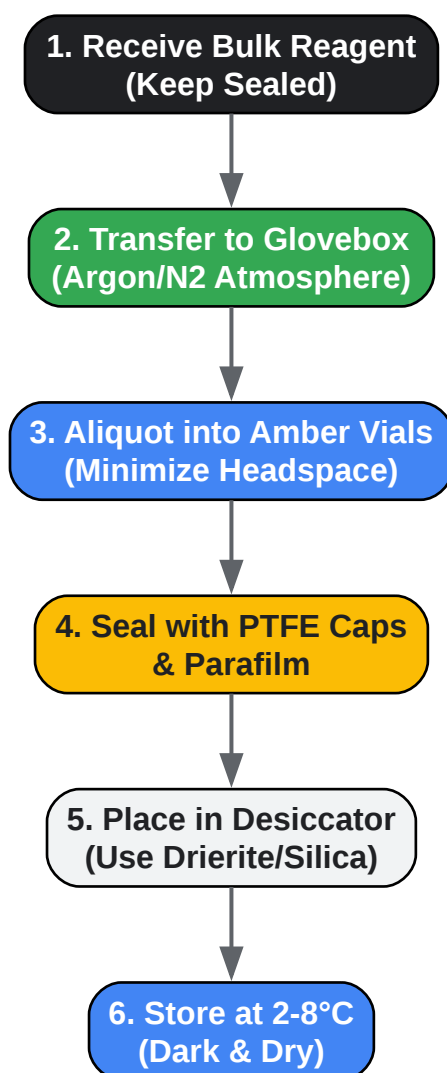 1. Receive Bulk Reagent
(Keep Sealed)
2. Transfer to Glovebox
(Argon/N2 Atmosphere)
3. Aliquot into Amber Vials
(Minimize Headspace)
4. Seal with PTFE Caps
& Parafilm
5. Place in Desiccator
(Use Drierite/Silica)
6. Store at 2-8°C
(Dark & Dry)